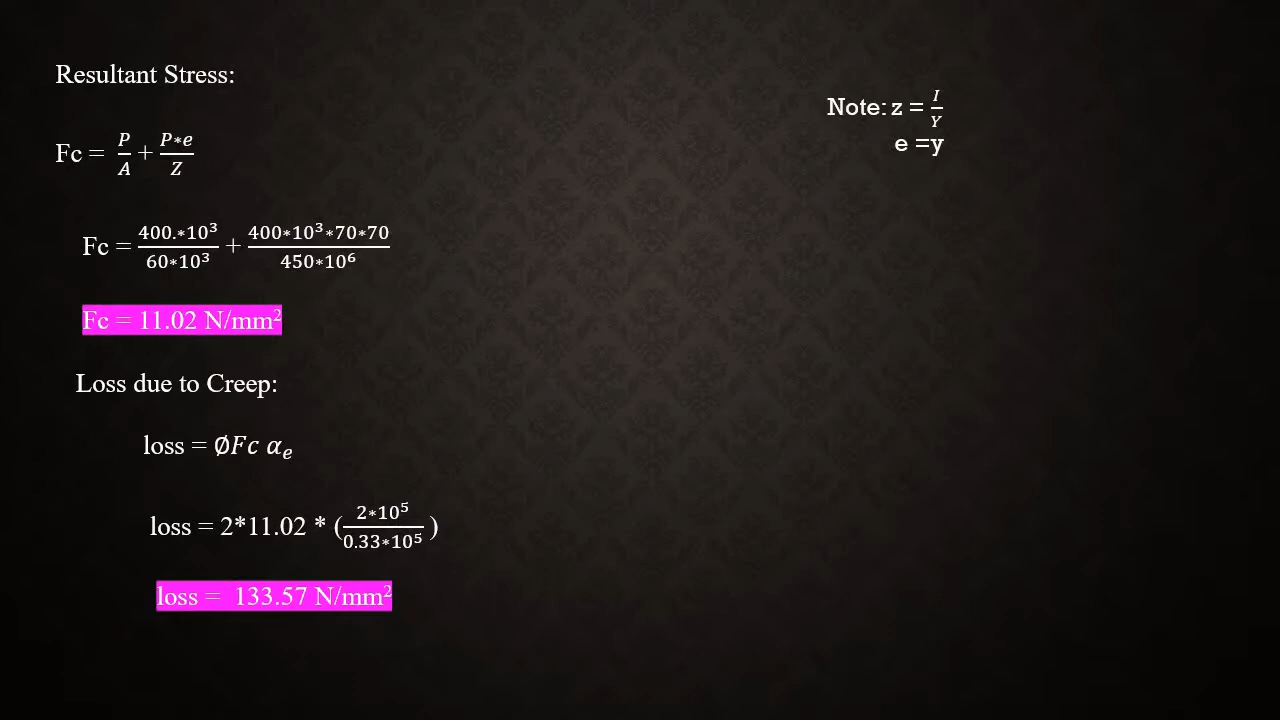 Resultant Stress:
Note: z = I/Y
e =y
Fc = P/A + P*e/Z
Fc = 400.*10³/60*10³ + 400*10³*70*70/450*10⁶
Fc = 11.02 N/mm²
Loss due to Creep:
loss = ∅Fc αₑ
loss = 2*11.02 * (2*10⁵/0.33*10⁵)
loss = 133.57 N/mm²